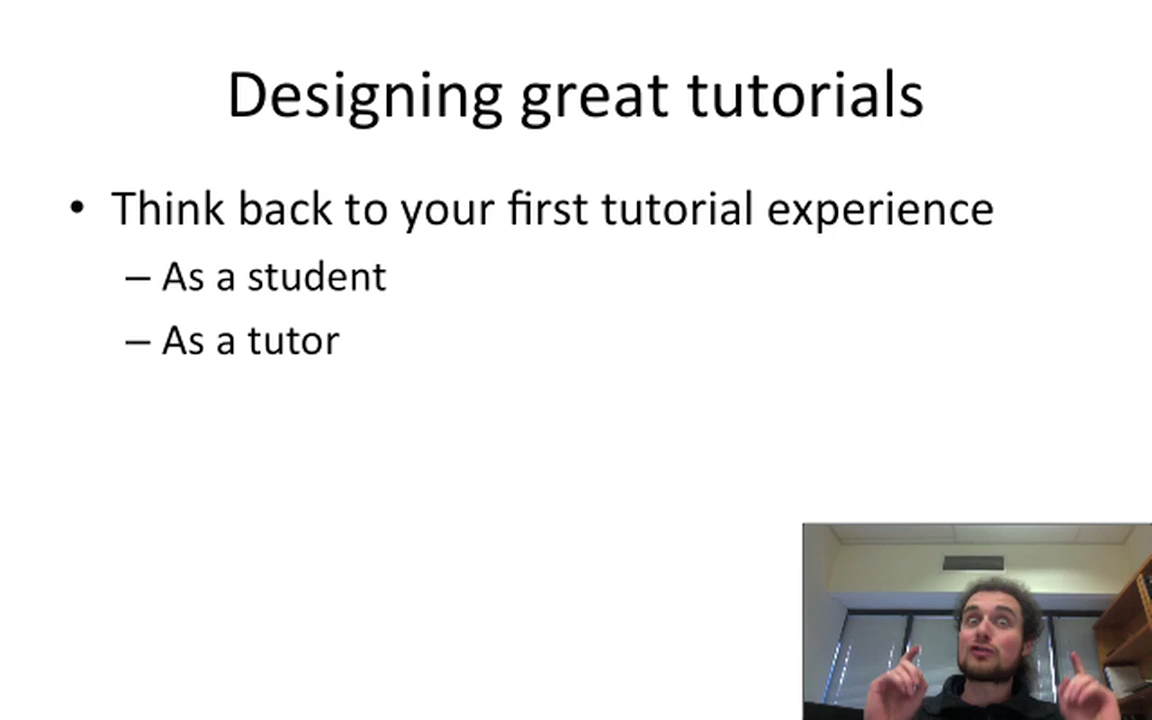 Designing great tutorials
• Think back to your first tutorial experience
– As a student
– As a tutor